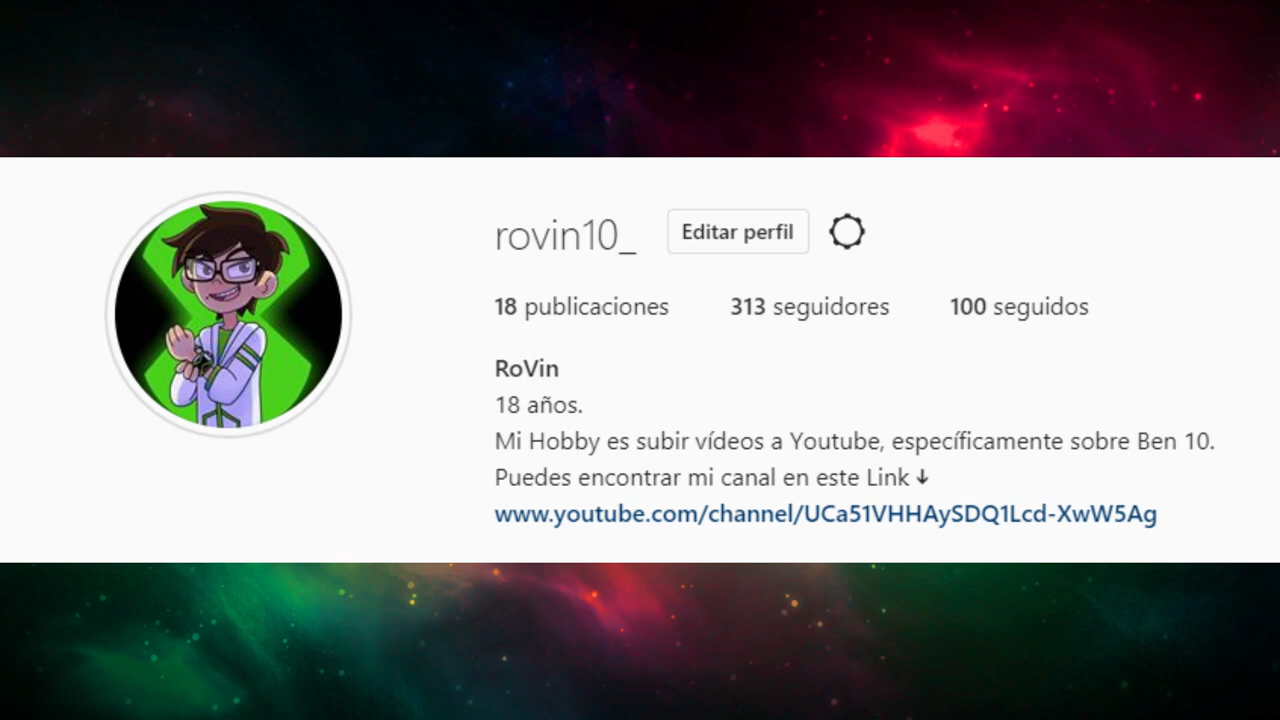 rovin10_ Editar perfil
18 publicaciones 313 seguidores 100 seguidos
RoVin
18 años.
Mi Hobby es subir vídeos a Youtube, específicamente sobre Ben 10.
Puedes encontrar mi canal en este Link ↓
www.youtube.com/channel/UCa51VHHAySDQ1Lcd-XwW5Ag